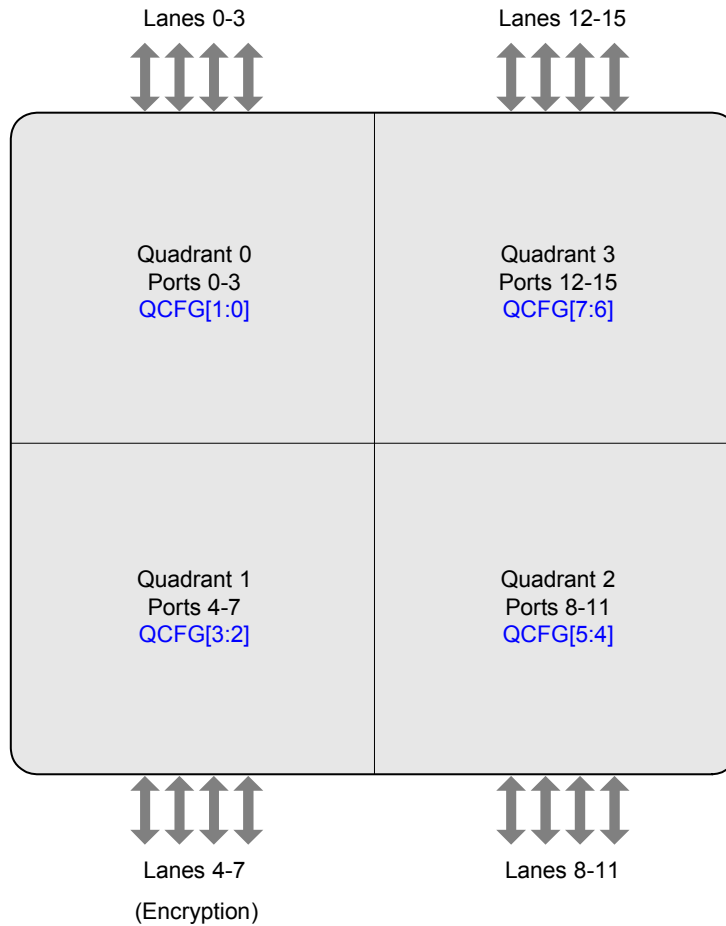 Lanes 0-3
Lanes 12-15
Quadrant 0
Ports 0-3
QCFG[1:0]
Quadrant 3
Ports 12-15
QCFG[7:6]
Quadrant 1
Ports 4-7
QCFG[3:2]
Quadrant 2
Ports 8-11
QCFG[5:4]
Lanes 4-7
(Encryption)
Lanes 8-11